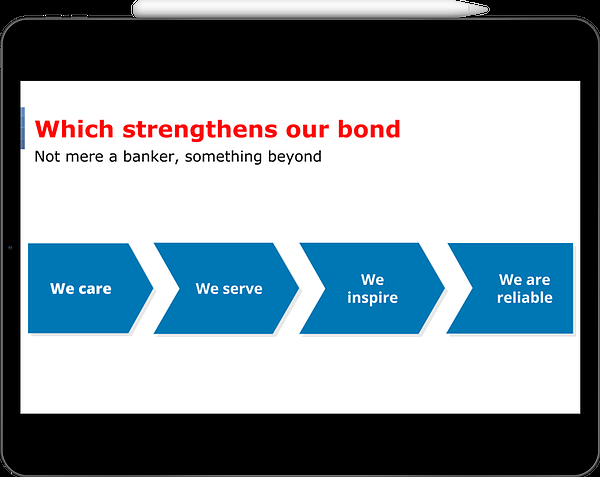 Which strengthens our bond
Not mere a banker, something beyond
We care
We serve
We
inspire
We are
reliable